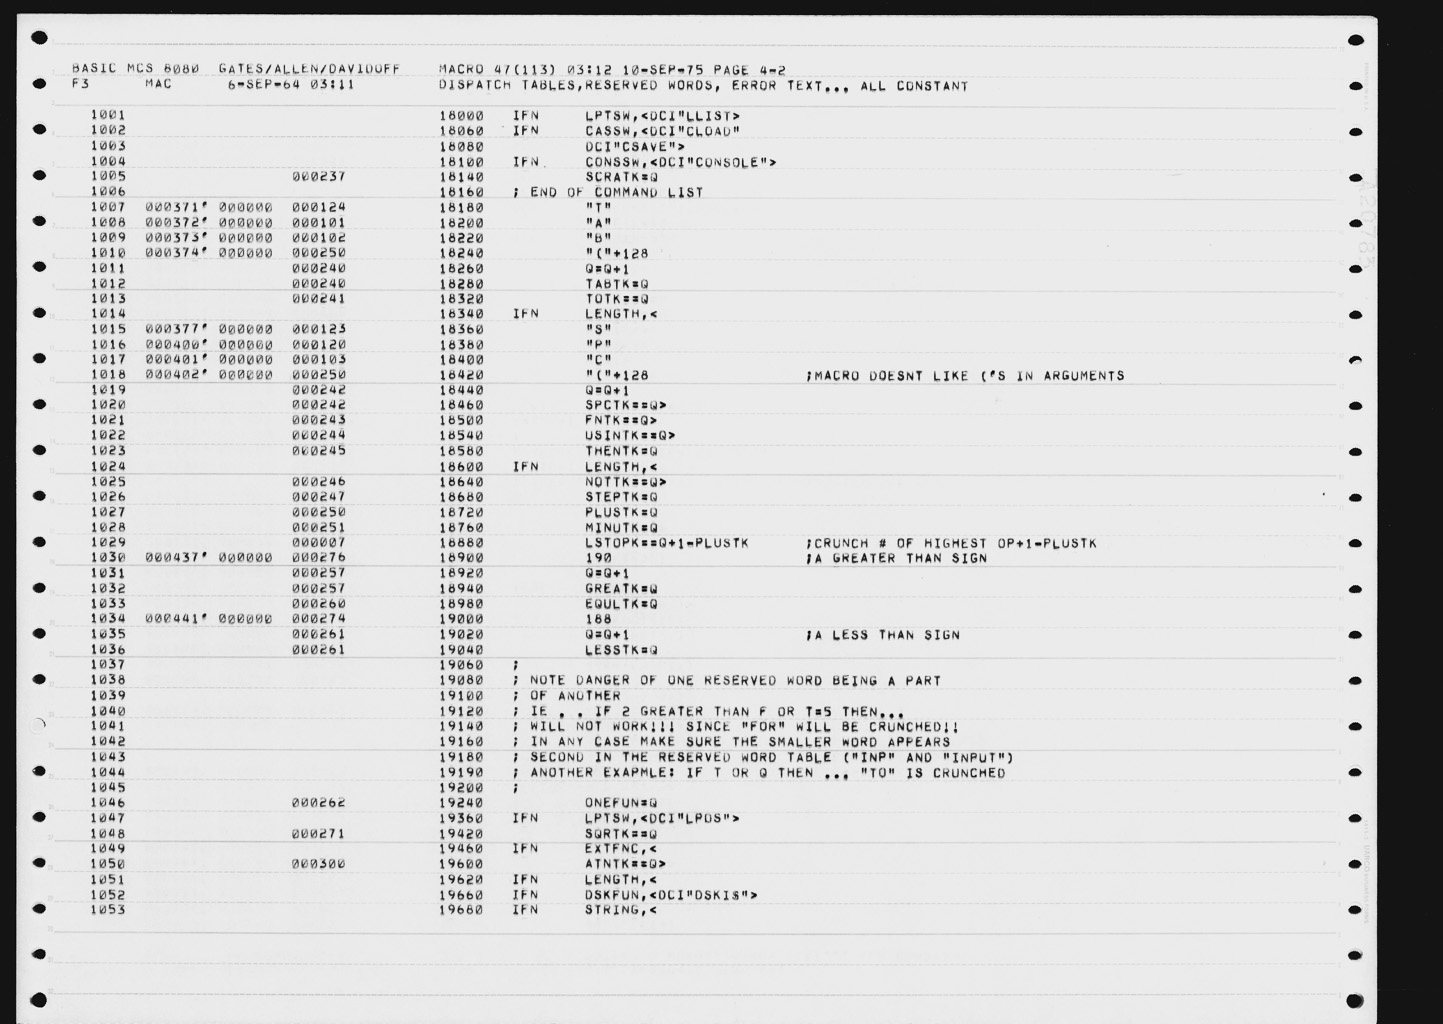 BASIC MCS 8080 GATES/ALLEN/DAVIDOFF MACRO 47(113) 03:12 10-SEP-75 PAGE 4-2
F3 MAC 6-SEP-64 03:11 DISPATCH TABLES,RESERVED WORDS, ERROR TEXT... ALL CONSTANT
1001 18000 IFN LPTSW,<DCI"LLIST>
1002 18060 IFN CASSW,<DCI"CLOAD"
1003 18080 DCI"CSAVE">
1004 18100 IFN CONSSW,<DCI"CONSOLE">
1005 000237 18140 SCRATK=Q
1006 18160 ; END OF COMMAND LIST
1007 000371' 000000 000124 18180 "T"
1008 000372' 000000 000101 18200 "A"
1009 000373' 000000 000102 18220 "B"
1010 000374' 000000 000250 18240 "("+128
1011 000240 18260 Q=Q+1
1012 000240 18280 TABTK=Q
1013 000241 18320 TOTK==Q
1014 18340 IFN LENGTH,<
1015 000377' 000000 000123 18360 "S"
1016 000400' 000000 000120 18380 "P"
1017 000401' 000000 000103 18400 "C"
1018 000402' 000000 000250 18420 "("+128 ;MACRO DOESNT LIKE ('S IN ARGUMENTS
1019 000242 18440 Q=Q+1
1020 000242 18460 SPCTK==Q>
1021 000243 18500 FNTK==Q>
1022 000244 18540 USINTK==Q>
1023 000245 18580 THENTK=Q
1024 18600 IFN LENGTH,<
1025 000246 18640 NOTTK==Q>
1026 000247 18680 STEPTK=Q
1027 000250 18720 PLUSTK=Q
1028 000251 18760 MINUTK=Q
1029 000007 18880 LSTOPK==Q+1-PLUSTK ;CRUNCH # OF HIGHEST OP+1-PLUSTK
1030 000437' 000000 000276 18900 190 ;A GREATER THAN SIGN
1031 000257 18920 Q=Q+1
1032 000257 18940 GREATK=Q
1033 000260 18980 EQULTK=Q
1034 000441' 000000 000274 19000 188
1035 000261 19020 Q=Q+1 ;A LESS THAN SIGN
1036 000261 19040 LESSTK=Q
1037 19060 ;
1038 19080 ; NOTE DANGER OF ONE RESERVED WORD BEING A PART
1039 19100 ; OF ANOTHER
1040 19120 ; IE . . IF 2 GREATER THAN F OR T=5 THEN...
1041 19140 ; WILL NOT WORK!!! SINCE "FOR" WILL BE CRUNCHED!!
1042 19160 ; IN ANY CASE MAKE SURE THE SMALLER WORD APPEARS
1043 19180 ; SECOND IN THE RESERVED WORD TABLE ("INP" AND "INPUT")
1044 19190 ; ANOTHER EXAPMLE: IF T OR Q THEN ... "TO" IS CRUNCHED
1045 19200 ;
1046 000262 19240 ONEFUN=Q
1047 19360 IFN LPTSW,<DCI"LPOS">
1048 000271 19420 SQRTK==Q
1049 19460 IFN EXTFNC,<
1050 000300 19600 ATNTK==Q>
1051 19620 IFN LENGTH,<
1052 19660 IFN DSKFUN,<DCI"DSKI$">
1053 19680 IFN STRING,<